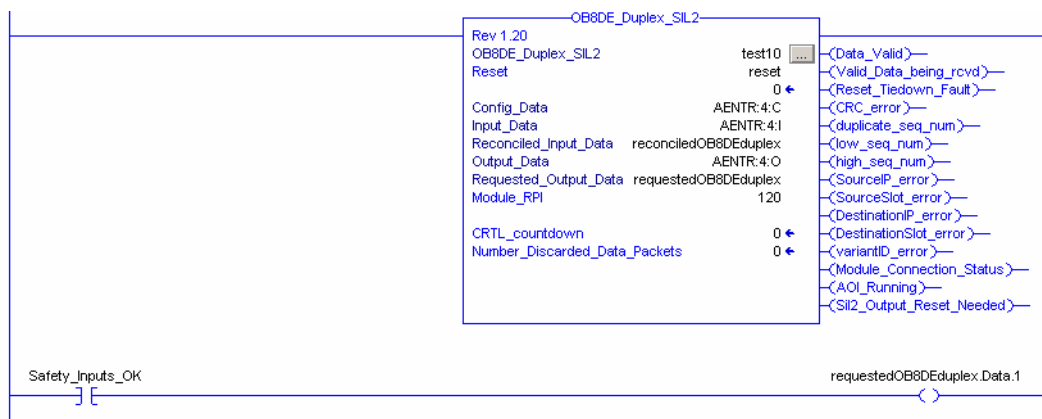 OB8DE_Duplex_SIL2
Rev 1.20
OB8DE_Duplex_SIL2 test10 ...
Reset reset
0
Config_Data AENTR:4:C
Input_Data AENTR:4:I
Reconciled_Input_Data reconciledOB8DEduplex
Output_Data AENTR:4:O
Requested_Output_Data requestedOB8DEduplex
Module_RPI 120
CRTL_countdown 0
Number_Discarded_Data_Packets 0
Data_Valid
Valid_Data_being_rcvd
Reset_Tiedown_Fault
CRC_error
duplicate_seq_num
low_seq_num
high_seq_num
SourceIP_error
SourceSlot_error
DestinationIP_error
DestinationSlot_error
variantID_error
Module_Connection_Status
AOI_Running
Sil2_Output_Reset_Needed
Safety_Inputs_OK
requestedOB8DEduplex.Data.1